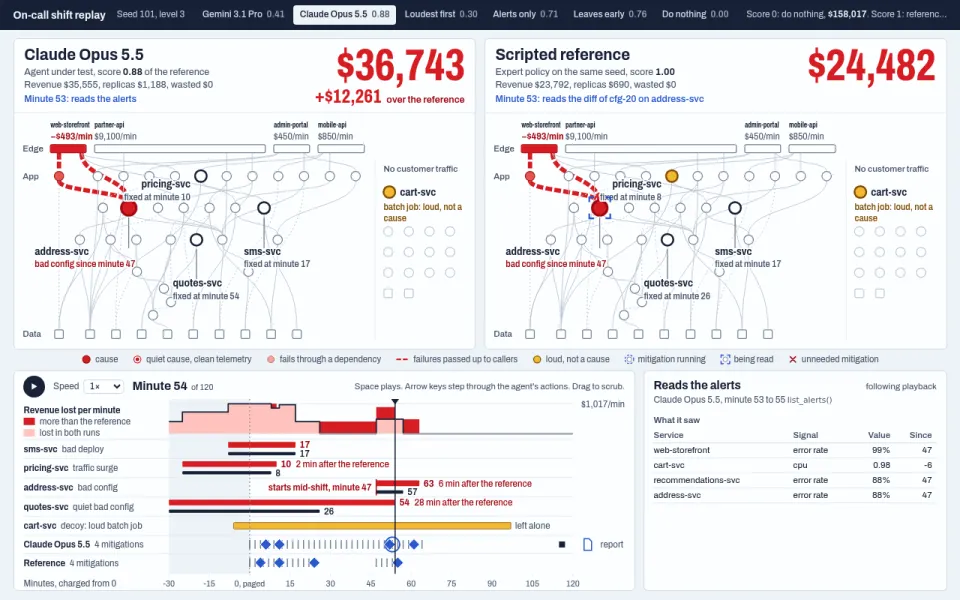 On-call shift replay
Seed 101, level 3
Gemini 3.1 Pro 0.41
Claude Opus 5.5 0.88
Loudest first 0.30
Alerts only 0.71
Leaves early 0.76
Do nothing 0.00
Score 0: do nothing, $158,017. Score 1: referenc...
Claude Opus 5.5
Agent under test, score 0.88 of the reference
Revenue $35,555, replicas $1,188, wasted $0
Minute 53: reads the alerts
$36,743
+$12,261 over the reference
web-storefront partner-api admin-portal mobile-api
−$493/min $9,100/min $450/min $850/min
Edge
App
No customer traffic
pricing-svc
fixed at minute 10
cart-svc
batch job: loud, not a
cause
address-svc
bad config since minute 47
sms-svc
fixed at minute 17
quotes-svc
fixed at minute 54
Data
Scripted reference
Expert policy on the same seed, score 1.00
Revenue $23,792, replicas $690, wasted $0
Minute 53: reads the diff of cfg-20 on address-svc
$24,482
web-storefront partner-api admin-portal mobile-api
−$493/min $9,100/min $450/min $850/min
Edge
App
No customer traffic
pricing-svc
fixed at minute 8
cart-svc
batch job: loud, not a
cause
address-svc
bad config since minute 47
sms-svc
fixed at minute 17
quotes-svc
fixed at minute 26
Data
cause
quiet cause, clean telemetry
fails through a dependency
failures passed up to callers
loud, not a cause
mitigation running
being read
unneeded mitigation
Speed 1× Minute 54 of 120
Space plays. Arrow keys step through the agent's actions. Drag to scrub.
Revenue lost per minute
more than the reference
lost in both runs
$1,017/min
sms-svc bad deploy 17
17
pricing-svc traffic surge 10 2 min after the reference
8
address-svc bad config starts mid-shift, minute 47 63 6 min after the reference
57
quotes-svc quiet bad config 54 28 min after the reference
26
cart-svc decoy: loud batch job left alone
Claude Opus 5.5 4 mitigations report
Reference 4 mitigations
Minutes, charged from 0 -30 -15 0, paged 15 30 45 60 75 90 105 120
Reads the alerts
following playback
Claude Opus 5.5, minute 53 to 55 list_alerts()
What it saw
Service Signal Value Since
web-storefront error rate 99% 47
cart-svc cpu 0.98 -6
recommendations-svc error rate 88% 47
address-svc error rate 88% 47